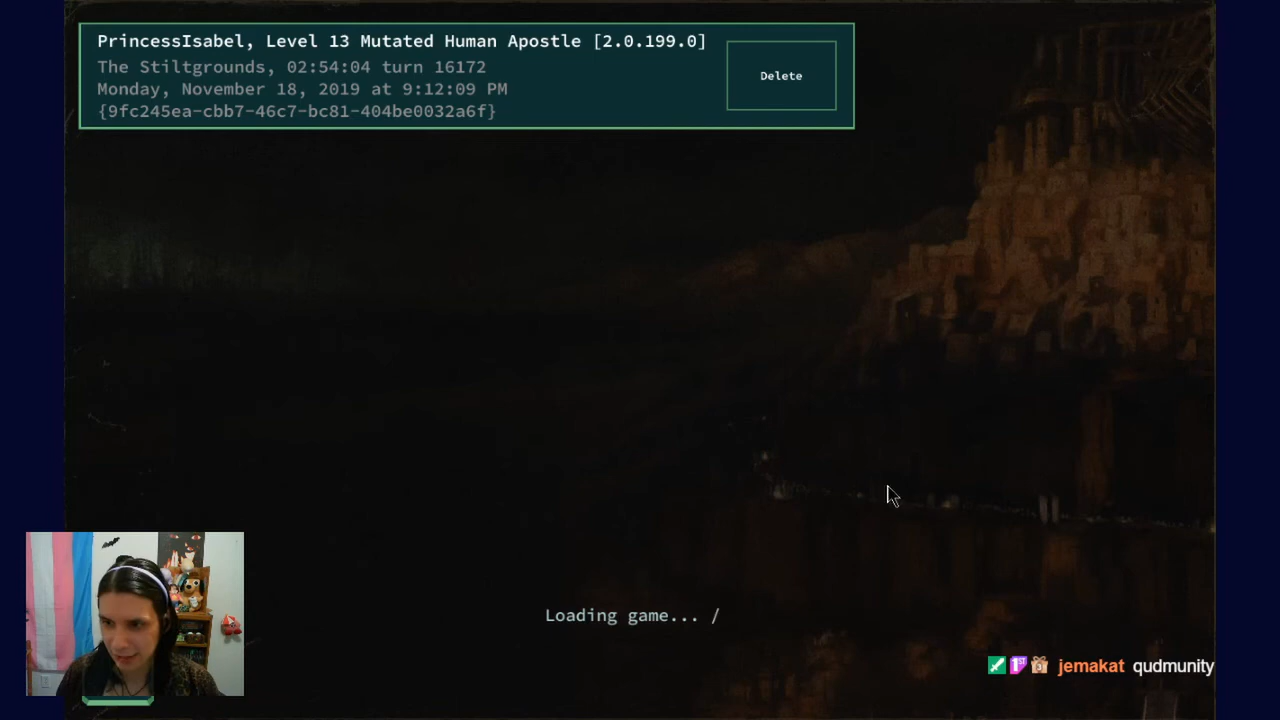 PrincessIsabel, Level 13 Mutated Human Apostle [2.0.199.0]
The Stiltgrounds, 02:54:04 turn 16172
Monday, November 18, 2019 at 9:12:09 PM
{9fc245ea-cbb7-46c7-bc81-404be0032a6f}
Delete
Loading game... /
jemakat qudmunity